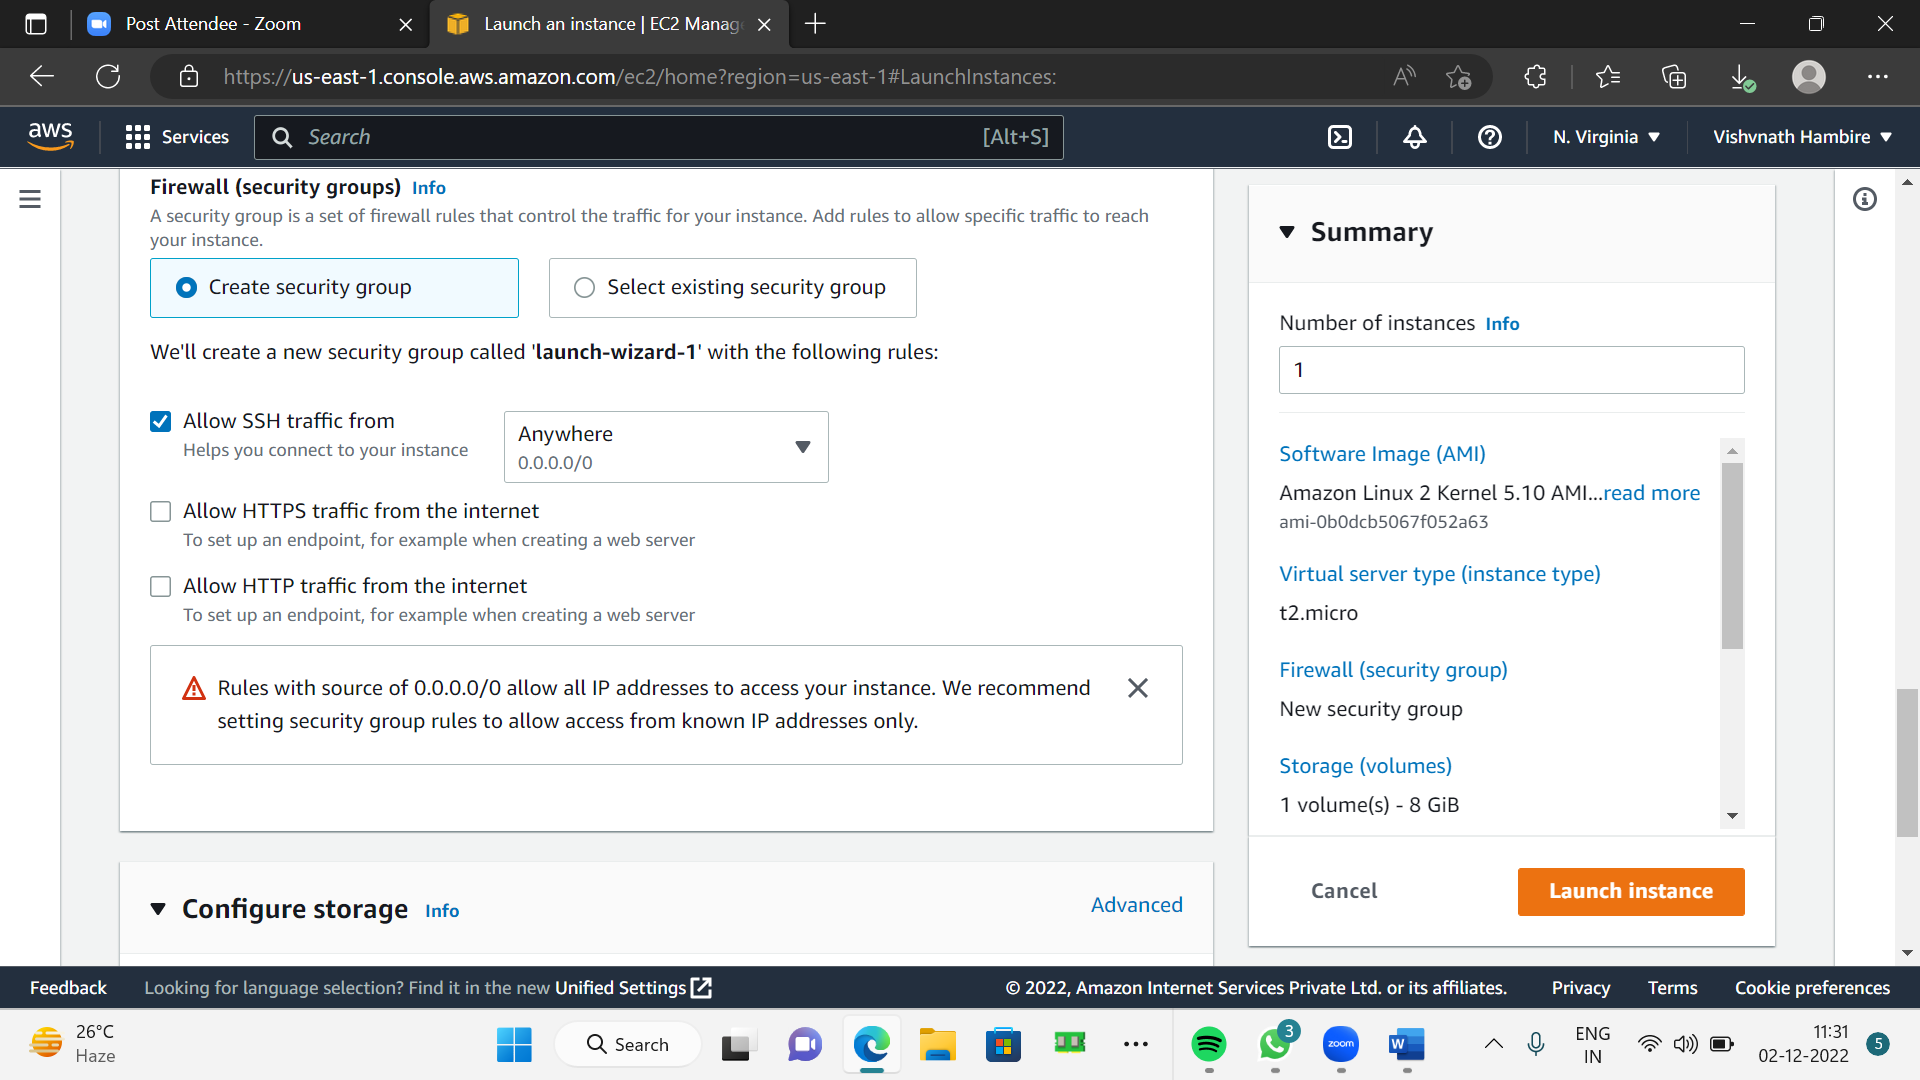 Post Attendee - Zoom
Launch an instance | EC2 Manag
https://us-east-1.console.aws.amazon.com/ec2/home?region=us-east-1#LaunchInstances:
aws
Services
Search
[Alt+S]
N. Virginia
Vishvnath Hambire
Firewall (security groups) Info
A security group is a set of firewall rules that control the traffic for your instance. Add rules to allow specific traffic to reach
your instance.
Create security group
Select existing security group
We'll create a new security group called 'launch-wizard-1' with the following rules:
Allow SSH traffic from
Helps you connect to your instance
Anywhere
0.0.0.0/0
Allow HTTPS traffic from the internet
To set up an endpoint, for example when creating a web server
Allow HTTP traffic from the internet
To set up an endpoint, for example when creating a web server
Rules with source of 0.0.0.0/0 allow all IP addresses to access your instance. We recommend
setting security group rules to allow access from known IP addresses only.
Configure storage Info
Advanced
Summary
Number of instances Info
1
Software Image (AMI)
Amazon Linux 2 Kernel 5.10 AMI...read more
ami-0b0dcb5067f052a63
Virtual server type (instance type)
t2.micro
Firewall (security group)
New security group
Storage (volumes)
1 volume(s) - 8 GiB
Cancel
Launch instance
Feedback
Looking for language selection? Find it in the new Unified Settings
© 2022, Amazon Internet Services Private Ltd. or its affiliates.
Privacy
Terms
Cookie preferences
26°C
Haze
Search
3
zoom
W
ENG
IN
11:31
02-12-2022
5